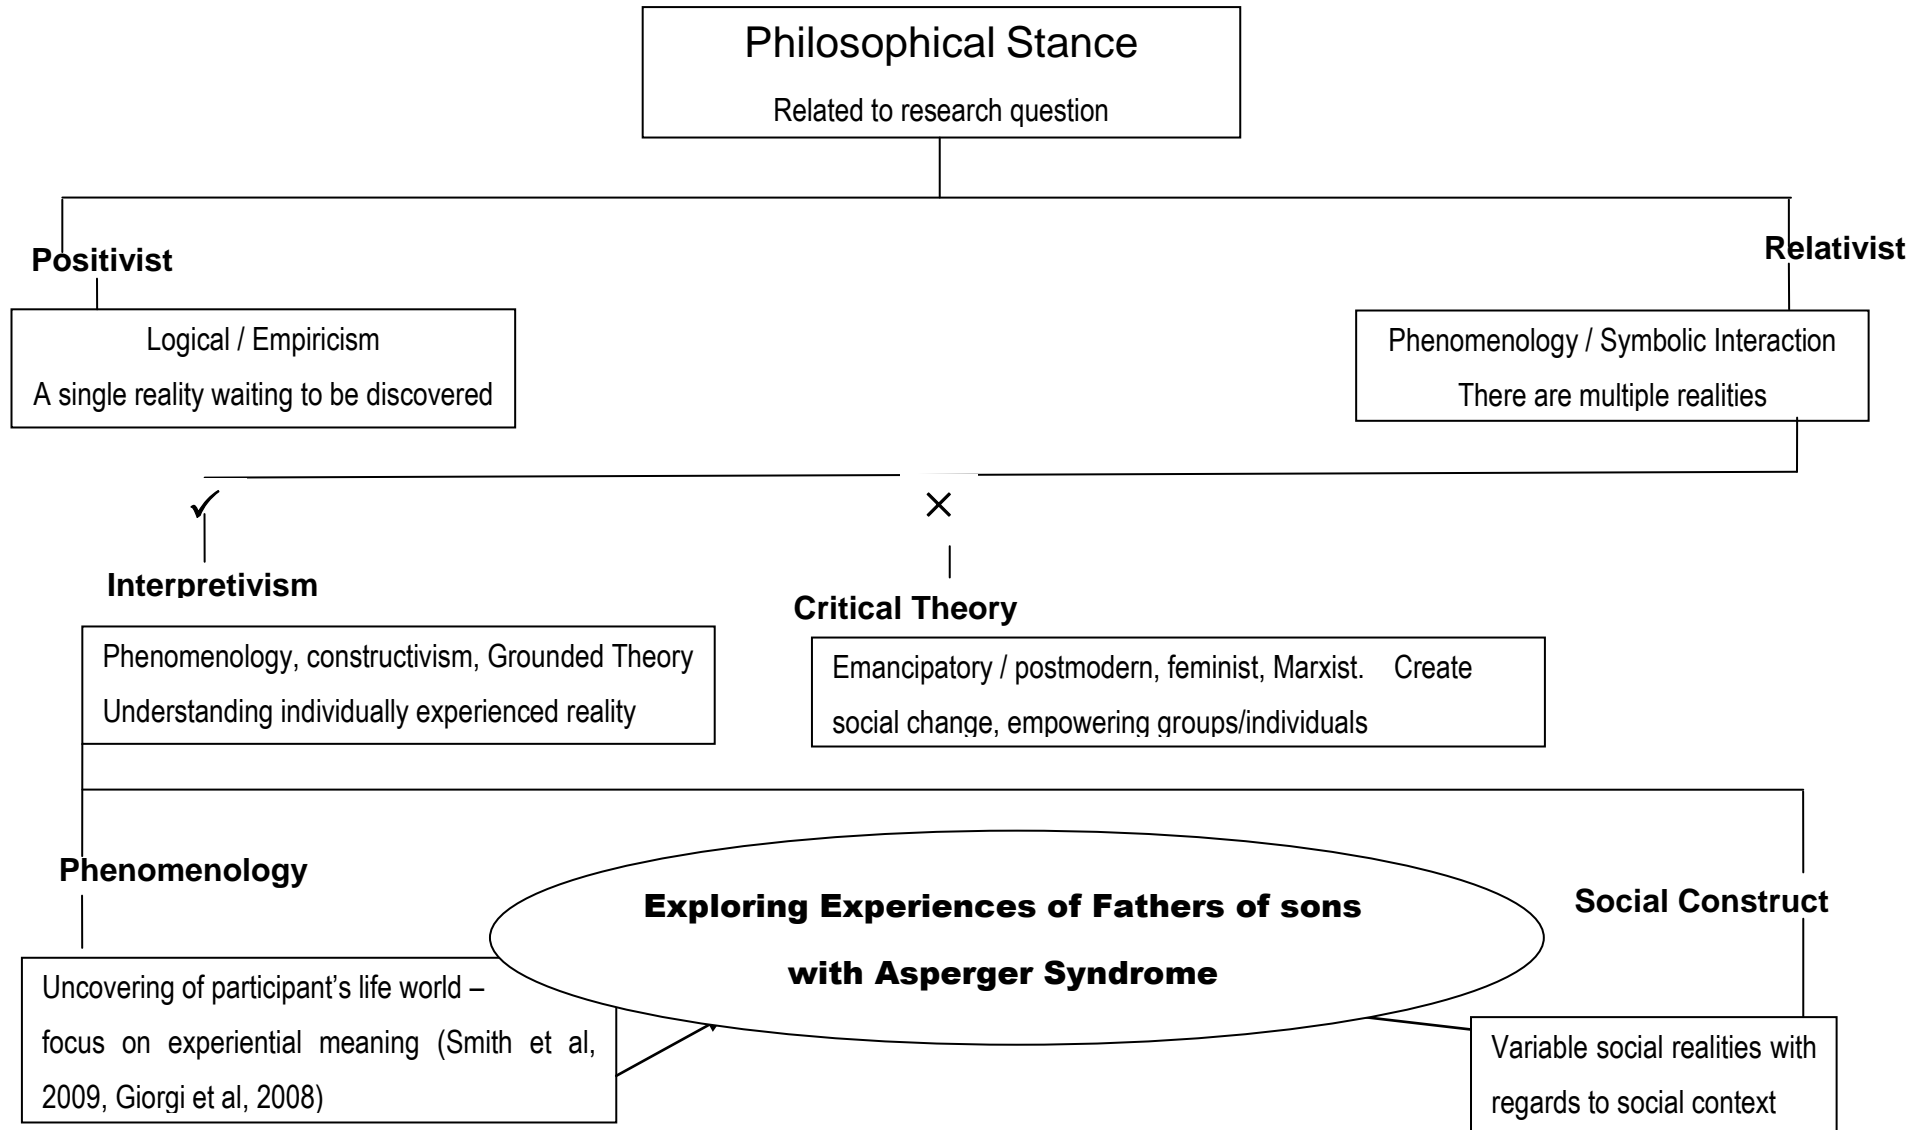 Philosophical Stance
Related to research question
Positivist
Relativist
Logical / Empiricism
A single reality waiting to be discovered
Phenomenology / Symbolic Interaction
There are multiple realities
Interpretivism
Critical Theory
Phenomenology, constructivism, Grounded Theory
Understanding individually experienced reality
Emancipatory / postmodern, feminist, Marxist. Create
social change, empowering groups/individuals
Phenomenology
Exploring Experiences of Fathers of sons
with Asperger Syndrome
Social Construct
Uncovering of participant’s life world –
focus on experiential meaning (Smith et al,
2009, Giorgi et al, 2008)
Variable social realities with
regards to social context